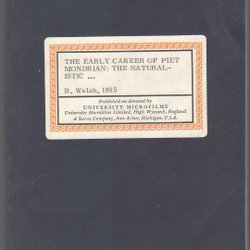 THE EARLY CAREER OF PIET
MONDRIAN: THE NATURAL-
ISTIC ...
R. Welsh, 1965
Published on demand by
UNIVERSITY MICROFILMS
University Microfilms Limited, High Wycomb, England
A Xerox Company, Ann Arbor, Michigan, U.S.A.